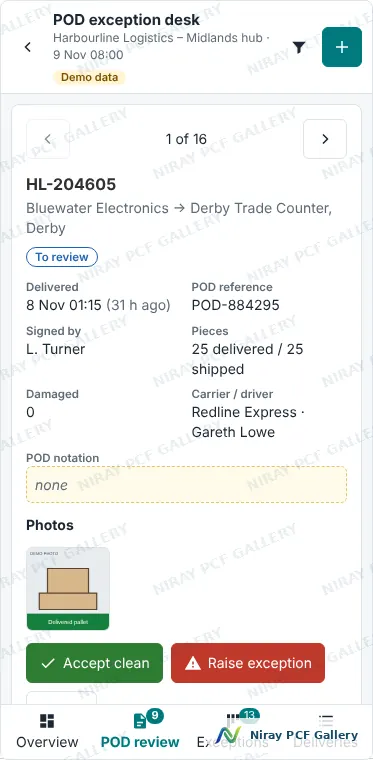 POD exception desk
Harbourline Logistics – Midlands hub ·
9 Nov 08:00
Demo data
1 of 16
HL-204605
Bluewater Electronics → Derby Trade Counter,
Derby
To review
Delivered
8 Nov 01:15 (31 h ago)
POD reference
POD-884295
Signed by
L. Turner
Pieces
25 delivered / 25
shipped
Damaged
0
Carrier / driver
Redline Express ·
Gareth Lowe
POD notation
none
Photos
DEMO PHOTO
Delivered pallet
Accept clean
Raise exception
Overview
9
POD review
13
Exceptions
Deliveries
Niray PCF Gallery
NIRAY PCF GALLERY